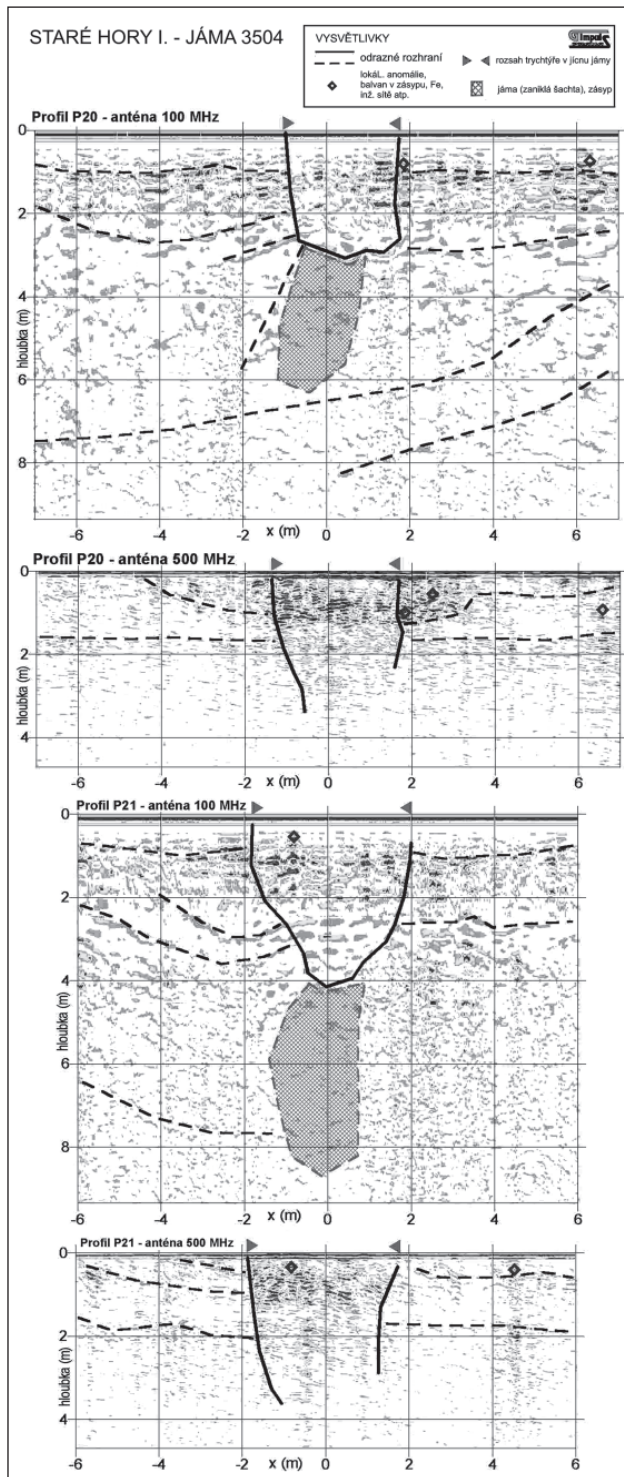 STARÉ HORY I. - JÁMA 3504
VYSVĚTLIVKY
Impuls
odrazné rozhraní
rozsah trychtýře v jícnu jámy
lokáL. anomálie,
balvan v zásypu, Fe,
inž. sítě atp.
jáma (zaniklá šachta), zásyp
Profil P20 - anténa 100 MHz
0
2
4
6
8
hloubka (m)
-6 -4 -2 0 2 4 6
x (m)
Profil P20 - anténa 500 MHz
0
2
4
hloubka (m)
-6 -4 -2 0 2 4 6
x (m)
Profil P21 - anténa 100 MHz
0
2
4
6
8
hloubka (m)
-6 -4 -2 0 2 4 6
x (m)
Profil P21 - anténa 500 MHz
0
2
4
hloubka (m)
-6 -4 -2 0 2 4 6
x (m)